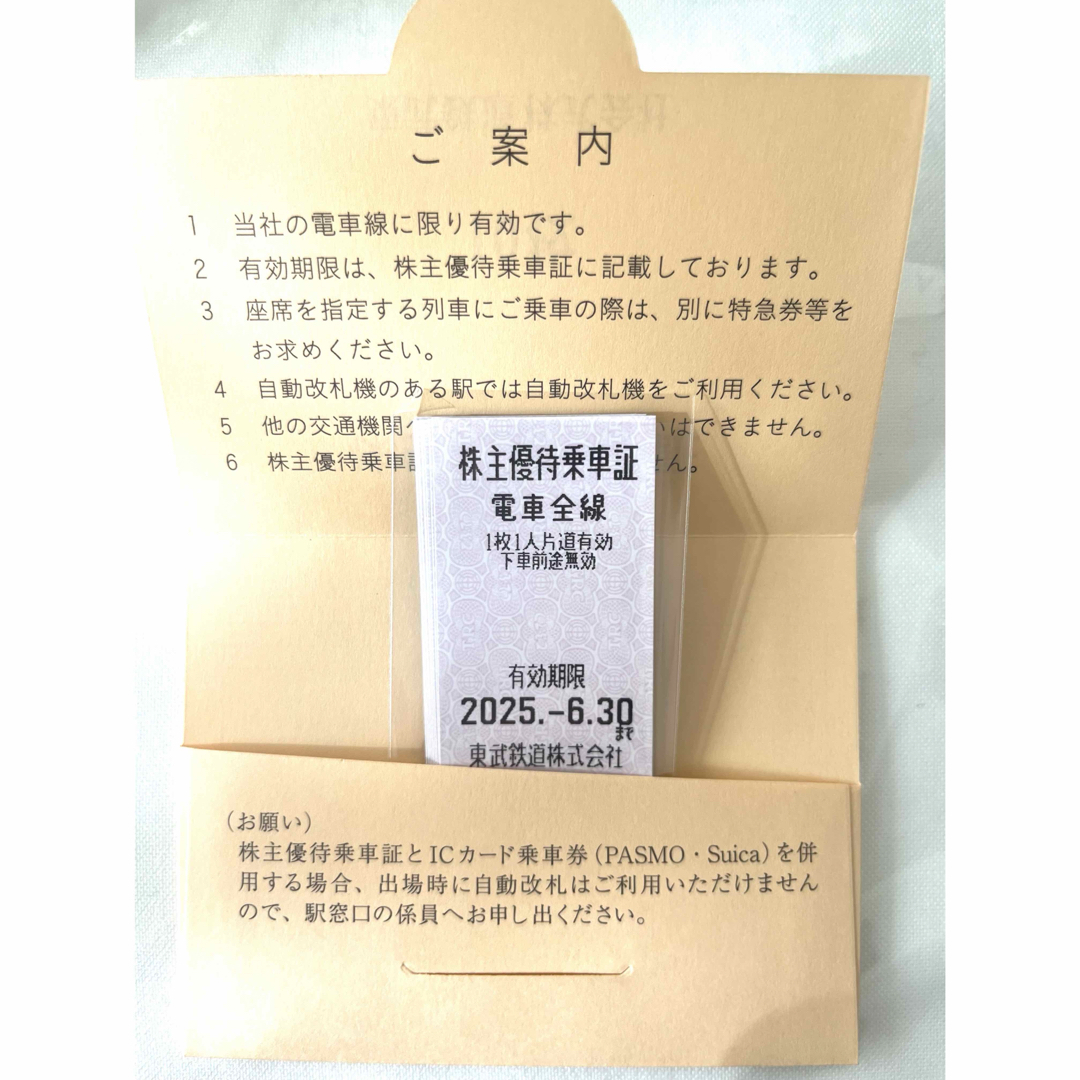 ご案内
1 当社の電車線に限り有効です。
2 有効期限は、株主優待乗車証に記載しております。
3 座席を指定する列車にご乗車の際は、別に特急券等を
お求めください。
4 自動改札機のある駅では自動改札機をご利用ください。
5 他の交通機関へ いはできません。
6 株主優待乗車証 せん。
株主優待乗車証
電車全線
1枚1人片道有効
下車前途無効
有効期限
2025.-6.30
まで
東武鉄道株式会社
(お願い)
株主優待乗車証とICカード乗車券(PASMO・Suica)を併
用する場合、出場時に自動改札はご利用いただけません
ので、駅窓口の係員へお申し出ください。